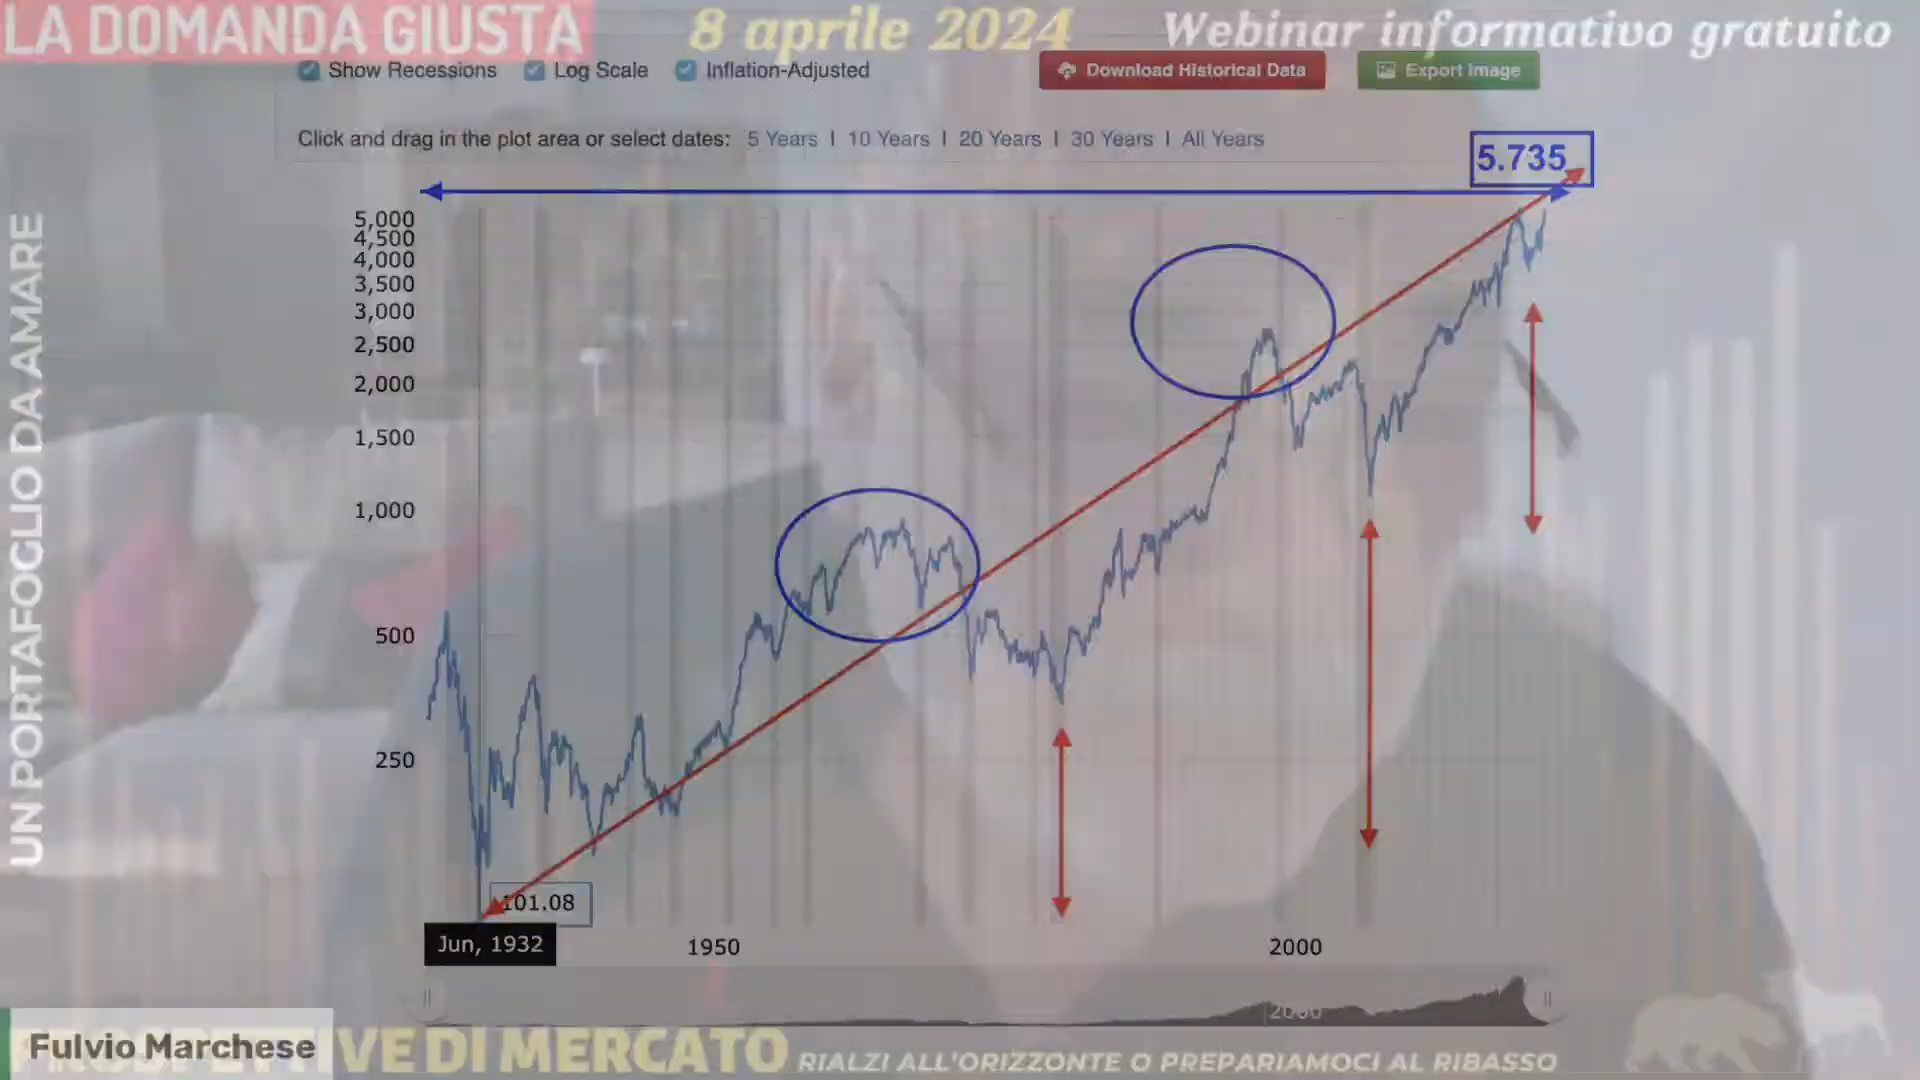 LA DOMANDA GIUSTA
8 aprile 2024
Webinar informativo gratuito
Show Recessions
Log Scale
Inflation-Adjusted
Download Historical Data
Export Image
Click and drag in the plot area or select dates: 5 Years | 10 Years | 20 Years | 30 Years | All Years
5.735
5,000
4,500
4,000
3,500
3,000
2,500
2,000
1,500
1,000
500
250
101.08
Jun, 1932
1950
2000
2000
UN PORTAFOGLIO DA AMARE
Fulvio Marchese
PROSPETTIVE DI MERCATO
RIALZI ALL'ORIZZONTE O PREPARIAMOCI AL RIBASSO